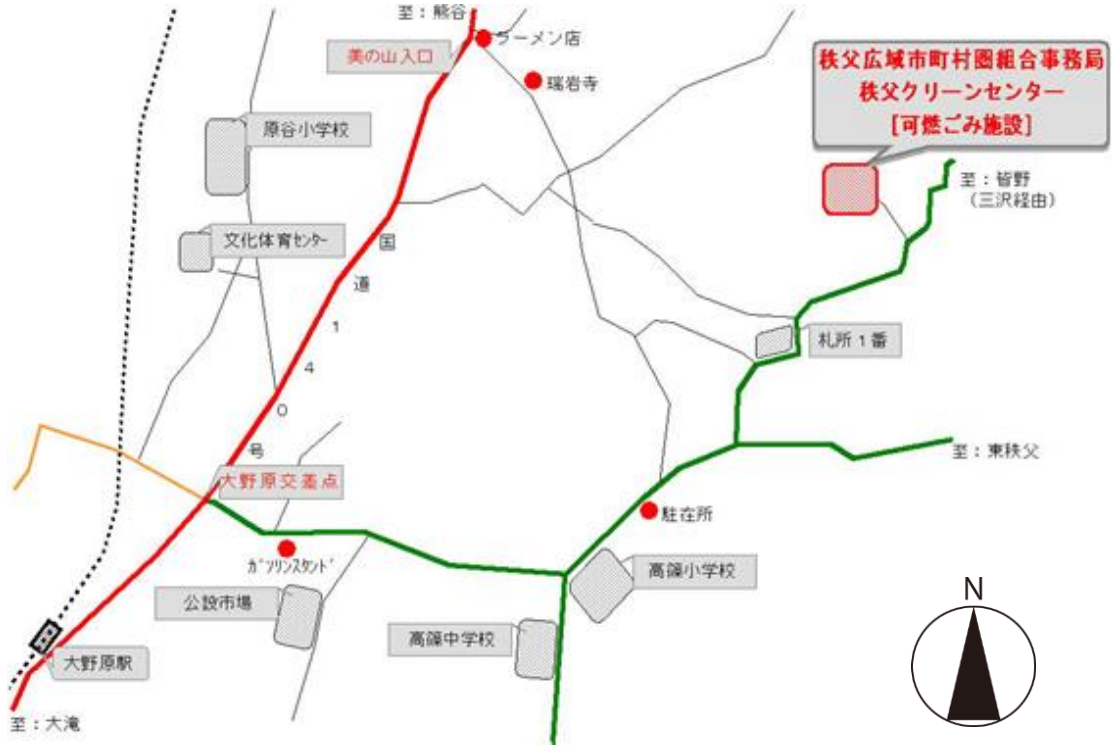 至：熊谷
ラーメン店
美の山入口
瑞岩寺
秩父広域市町村圏組合事務局
秩父クリーンセンター
[可燃ごみ施設]
原谷小学校
至：皆野
（三沢経由）
文化体育ｾﾝﾀｰ
国道140号
札所１番
至：東秩父
大野原交差点
駐在所
ｶﾞｿﾘﾝｽﾀﾝﾄﾞ
高篠小学校
公設市場
高篠中学校
大野原駅
至：大滝
N